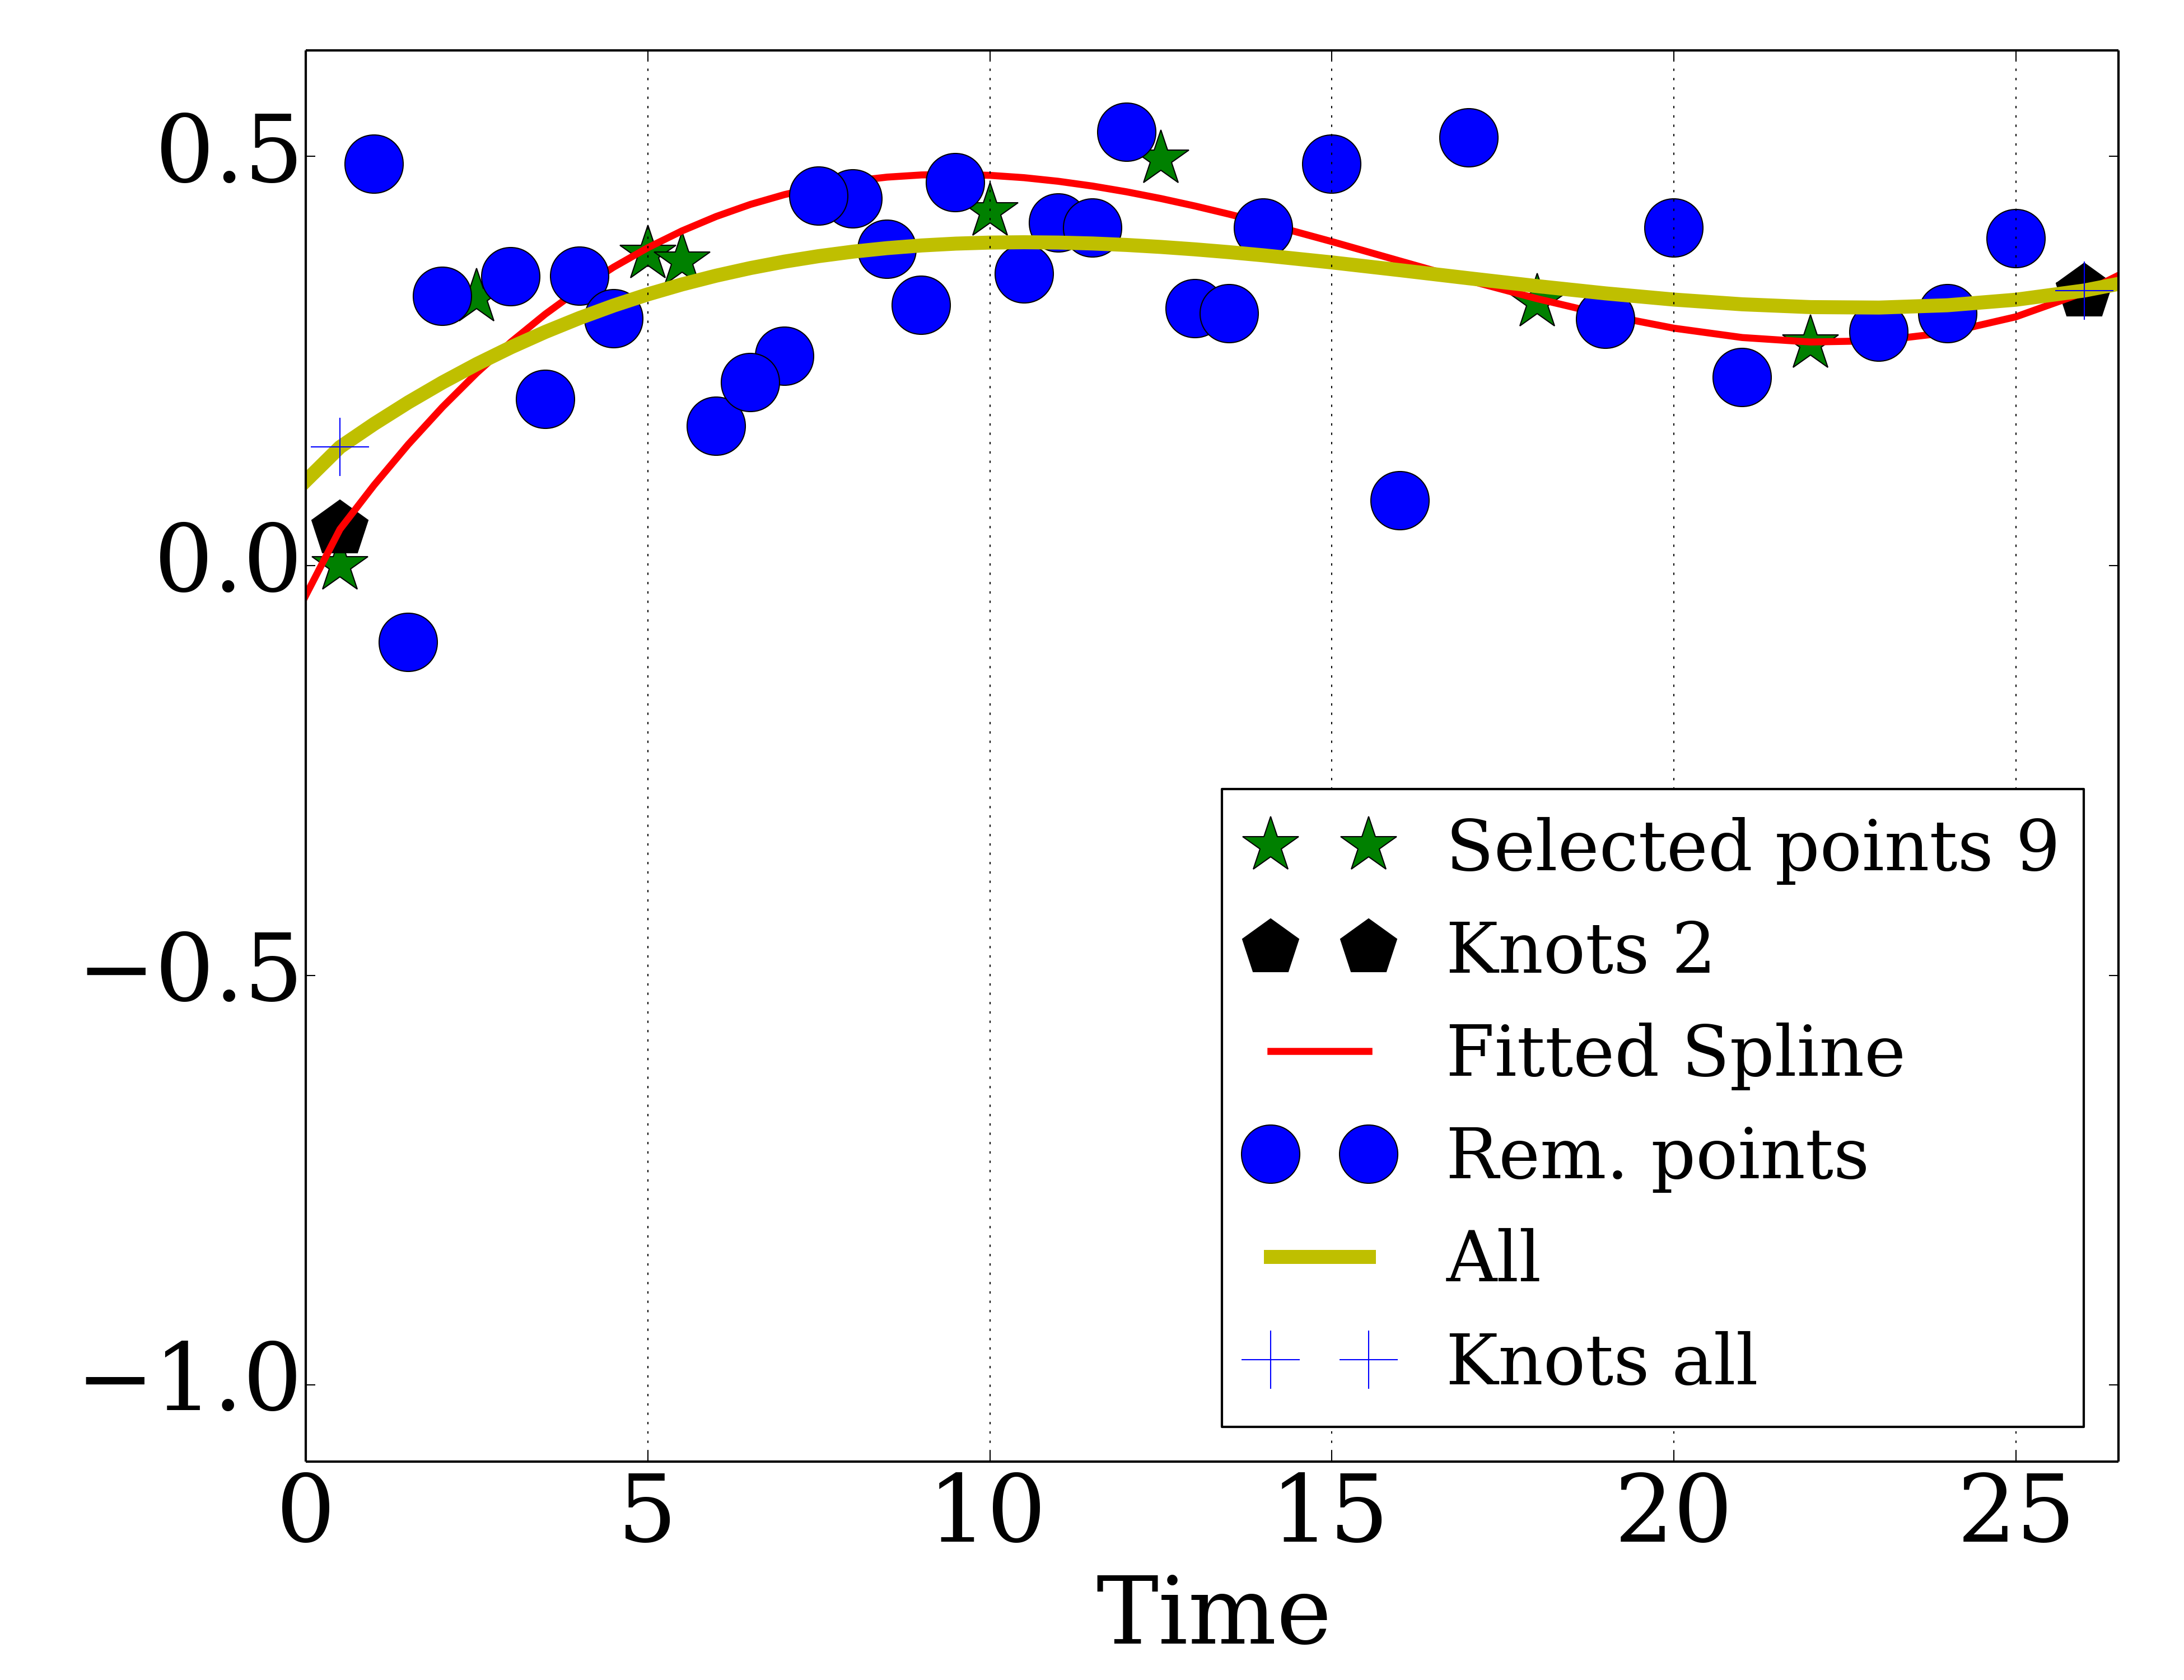 0.5
0.0
−0.5
−1.0
Selected points 9
Knots 2
Fitted Spline
Rem. points
All
Knots all
0 5 10 15 20 25
Time